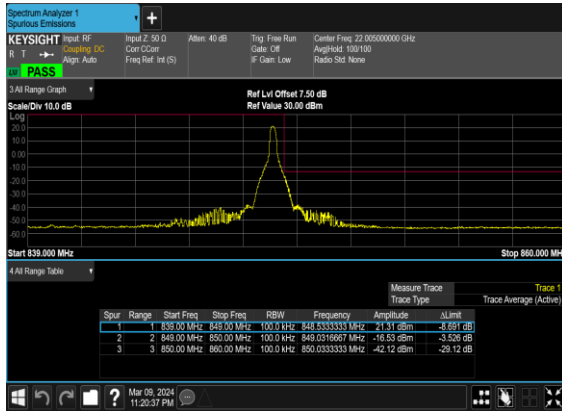 Spectrum Analyzer 1
Spurious Emissions
KEYSIGHT Input: RF Input Z: 50 Ω Atten: 40 dB Trig: Free Run Center Freq: 22.005000000 GHz
R T Coupling: DC Corr CCorr Gate: Off Avg|Hold: 100/100
Align: Auto Freq Ref: Int (S) IF Gain: Low Radio Std: None
LU PASS
3 All Range Graph
Ref Lvl Offset 7.50 dB
Scale/Div 10.0 dB Ref Value 30.00 dBm
Log
20.0
10.0
0.00
-10.0
-20.0
-30.0
-40.0
-50.0
-60.0
Start 839.000 MHz Stop 860.000 MHz
4 All Range Table
Measure Trace Trace 1
Trace Type Trace Average (Active)
Spur Range Start Freq Stop Freq RBW Frequency Amplitude ΔLimit
1 1 839.00 MHz 849.00 MHz 100.0 kHz 848.5333333 MHz 21.31 dBm -8.691 dB
2 2 849.00 MHz 850.00 MHz 100.0 kHz 849.0316667 MHz -16.53 dBm -3.526 dB
3 3 850.00 MHz 860.00 MHz 100.0 kHz 850.0333333 MHz -42.12 dBm -29.12 dB
Mar 09, 2024
11:20:37 PM